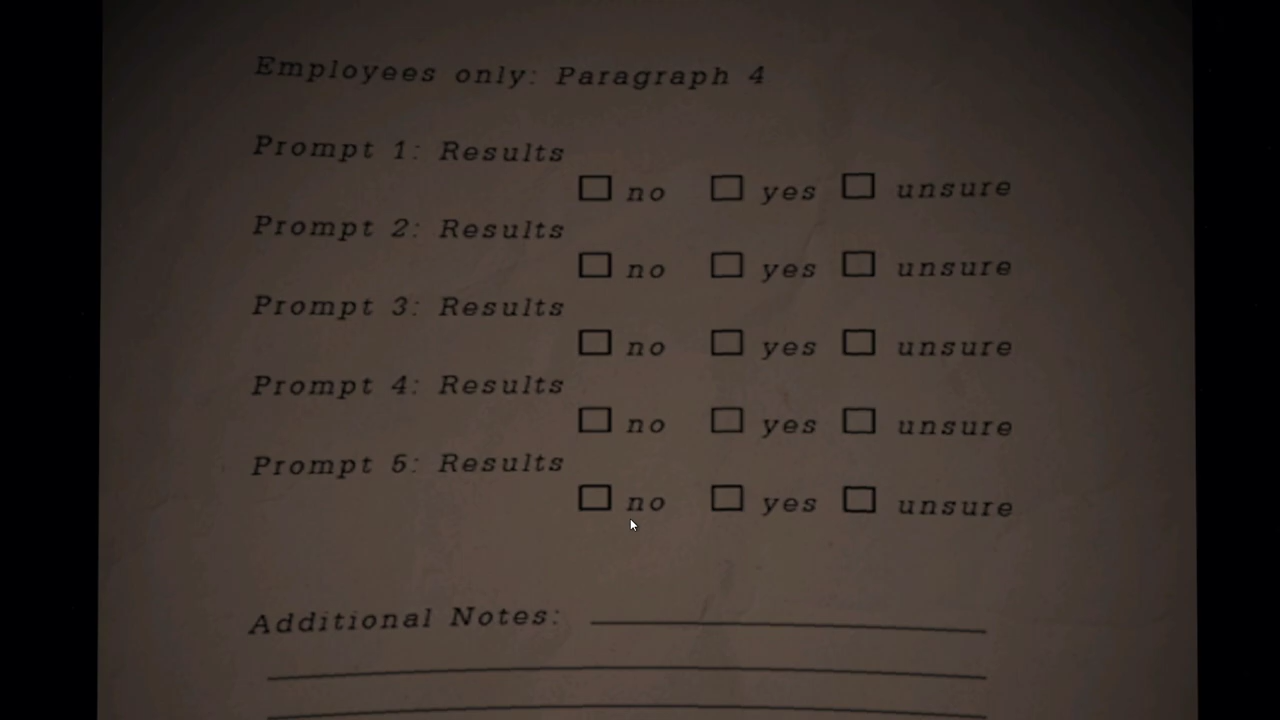 Employees only: Paragraph 4
Prompt 1: Results
no yes unsure
Prompt 2: Results
no yes unsure
Prompt 3: Results
no yes unsure
Prompt 4: Results
no yes unsure
Prompt 5: Results
no yes unsure
Additional Notes: